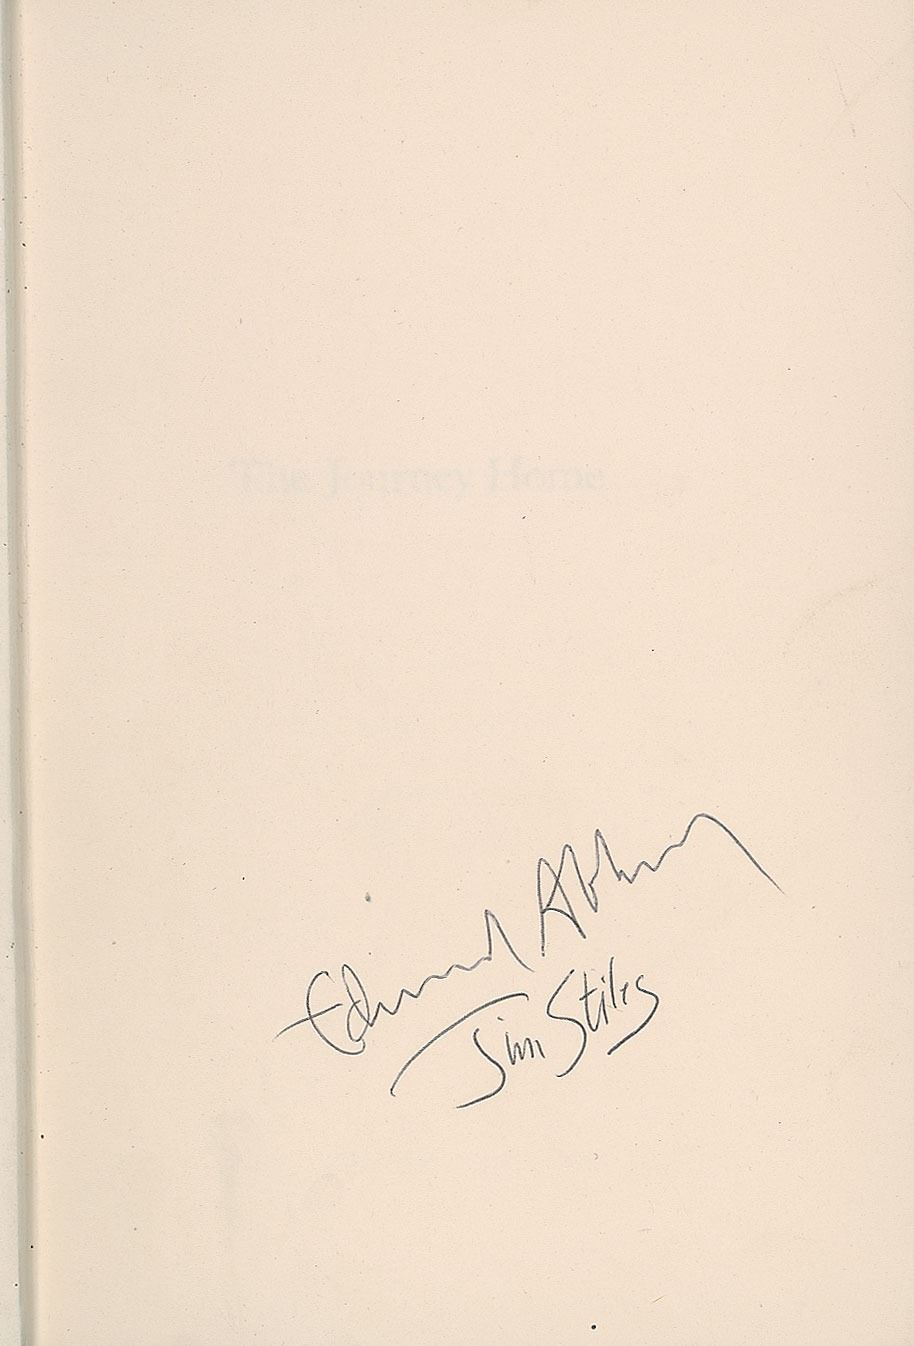 The Journey Home
Edward Abbey
Jim Stiles